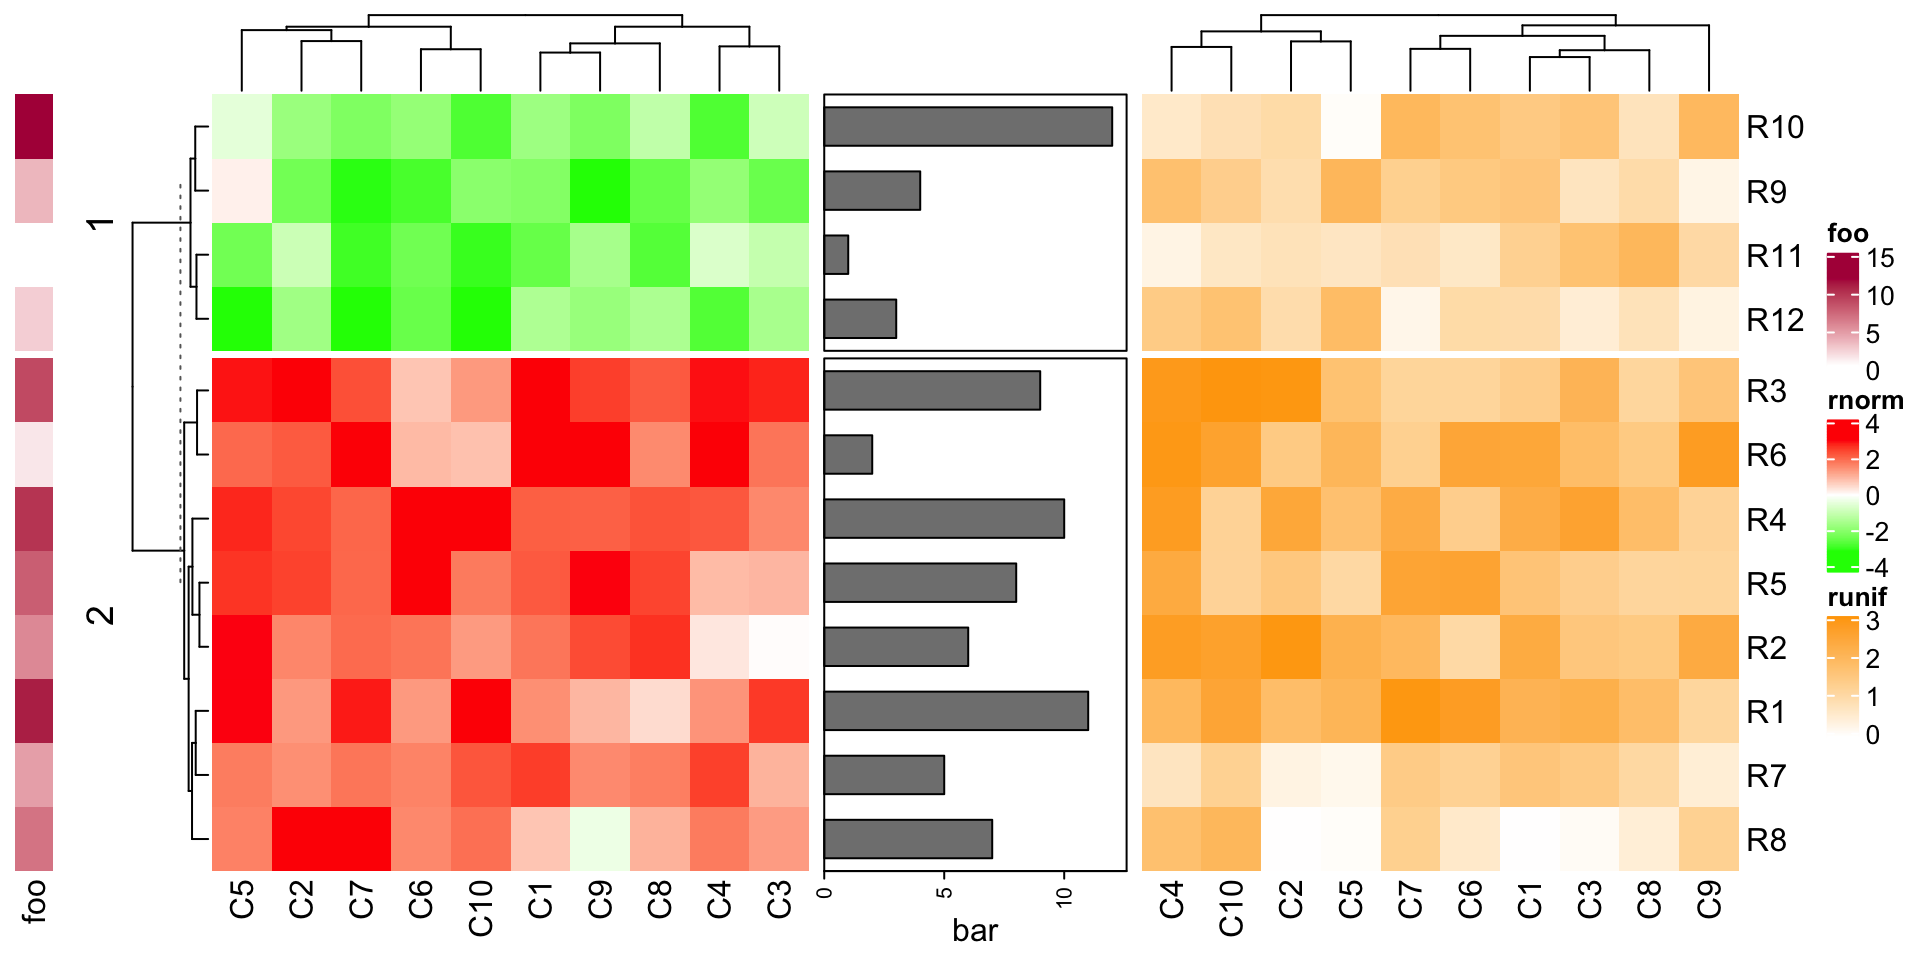 1
2
foo
C5 C2 C7 C6 C10 C1 C9 C8 C4 C3
0 5 10
bar
C4 C10 C2 C5 C7 C6 C1 C3 C8 C9
R10
R9
R11
R12
R3
R6
R4
R5
R2
R1
R7
R8
foo
15
10
5
0
rnorm
4
2
0
-2
-4
runif
3
2
1
0